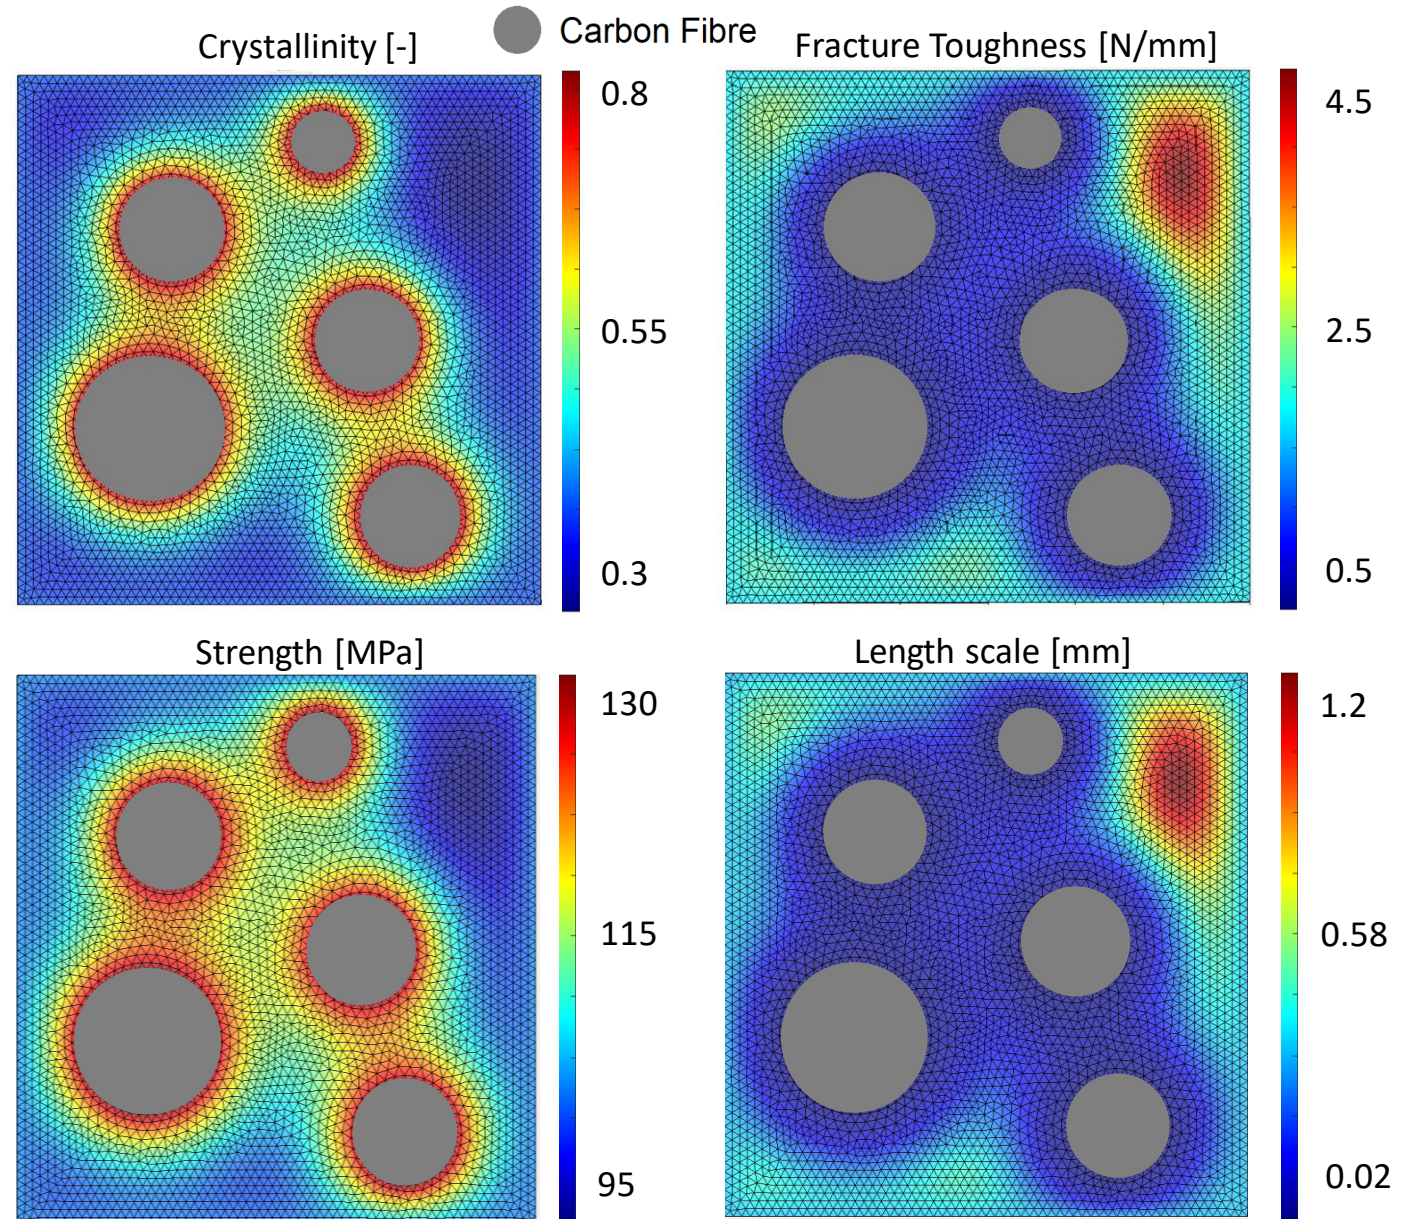 Carbon Fibre
Crystallinity [-]
Fracture Toughness [N/mm]
0.8
0.55
0.3
4.5
2.5
0.5
Strength [MPa]
Length scale [mm]
130
115
95
1.2
0.58
0.02